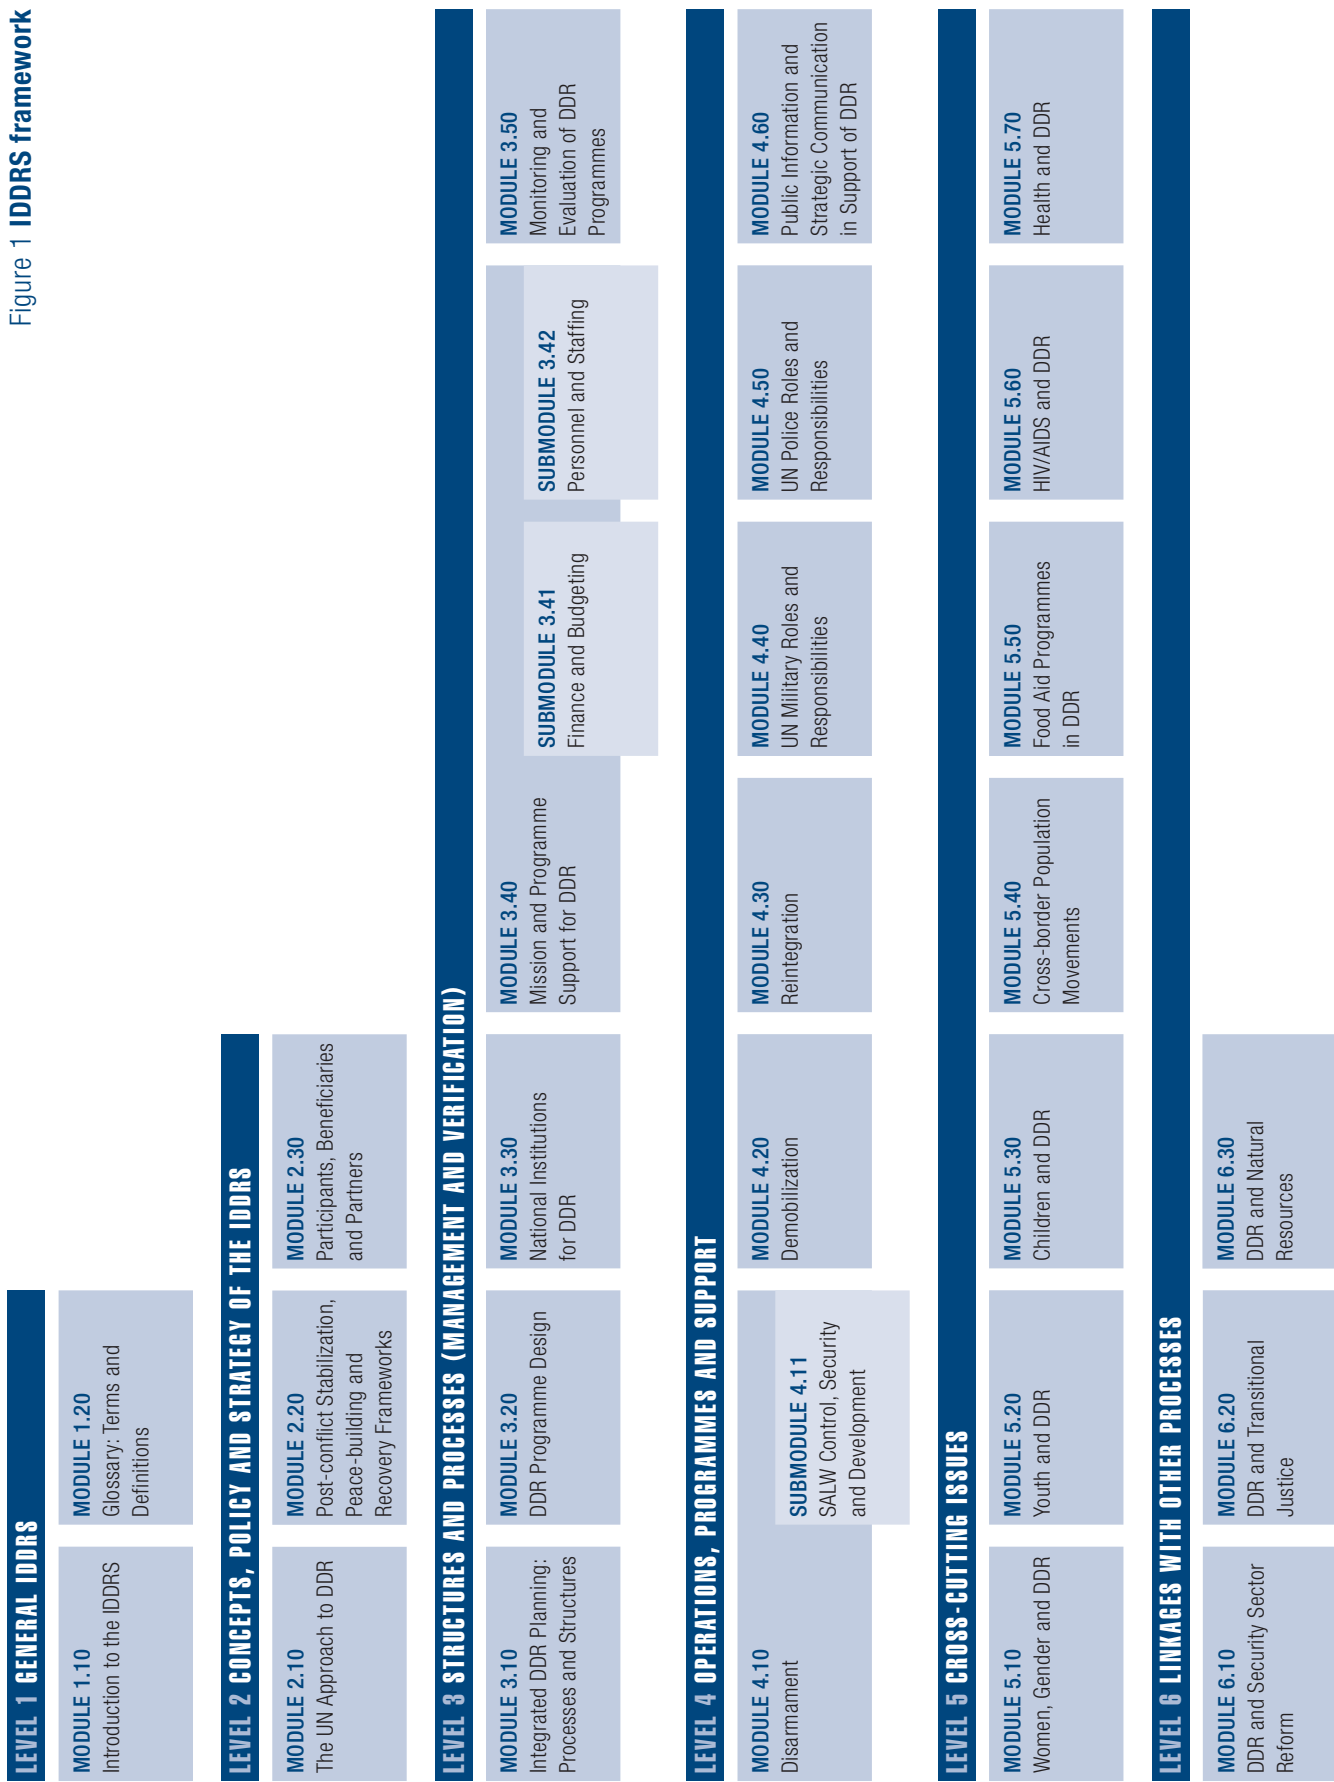 Figure 1 IDDRS framework
LEVEL 1 GENERAL IDDRS
MODULE 1.10
Introduction to the IDDRS
MODULE 1.20
Glossary: Terms and
Definitions
LEVEL 2 CONCEPTS, POLICY AND STRATEGY OF THE IDDRS
MODULE 2.10
The UN Approach to DDR
MODULE 2.20
Post-conflict Stabilization,
Peace-building and
Recovery Frameworks
MODULE 2.30
Participants, Beneficiaries
and Partners
LEVEL 3 STRUCTURES AND PROCESSES (MANAGEMENT AND VERIFICATION)
MODULE 3.10
Integrated DDR Planning:
Processes and Structures
MODULE 3.20
DDR Programme Design
MODULE 3.30
National Institutions
for DDR
MODULE 3.40
Mission and Programme
Support for DDR
SUBMODULE 3.41
Finance and Budgeting
SUBMODULE 3.42
Personnel and Staffing
MODULE 3.50
Monitoring and
Evaluation of DDR
Programmes
LEVEL 4 OPERATIONS, PROGRAMMES AND SUPPORT
MODULE 4.10
Disarmament
SUBMODULE 4.11
SALW Control, Security
and Development
MODULE 4.20
Demobilization
MODULE 4.30
Reintegration
MODULE 4.40
UN Military Roles and
Responsibilities
MODULE 4.50
UN Police Roles and
Responsibilities
MODULE 4.60
Public Information and
Strategic Communication
in Support of DDR
LEVEL 5 CROSS-CUTTING ISSUES
MODULE 5.10
Women, Gender and DDR
MODULE 5.20
Youth and DDR
MODULE 5.30
Children and DDR
MODULE 5.40
Cross-border Population
Movements
MODULE 5.50
Food Aid Programmes
in DDR
MODULE 5.60
HIV/AIDS and DDR
MODULE 5.70
Health and DDR
LEVEL 6 LINKAGES WITH OTHER PROCESSES
MODULE 6.10
DDR and Security Sector
Reform
MODULE 6.20
DDR and Transitional
Justice
MODULE 6.30
DDR and Natural
Resources